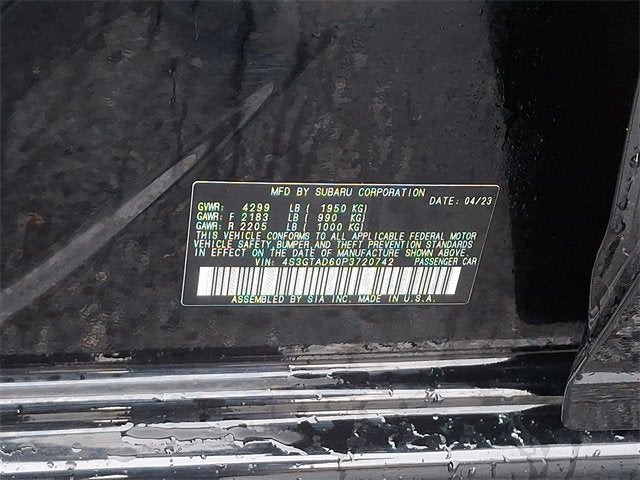 MFD BY SUBARU CORPORATION
DATE: 04/23
GVWR: 4299 LB ( 1950 KG)
GAWR: F 2183 LB ( 990 KG)
GAWR: R 2205 LB ( 1000 KG)
THIS VEHICLE CONFORMS TO ALL APPLICABLE FEDERAL MOTOR
VEHICLE SAFETY, BUMPER, AND THEFT PREVENTION STANDARDS
IN EFFECT ON THE DATE OF MANUFACTURE SHOWN ABOVE.
VIN: 4S3GTAD60P3720742 PASSENGER CAR
ASSEMBLED BY SIA INC. MADE IN U.S.A.